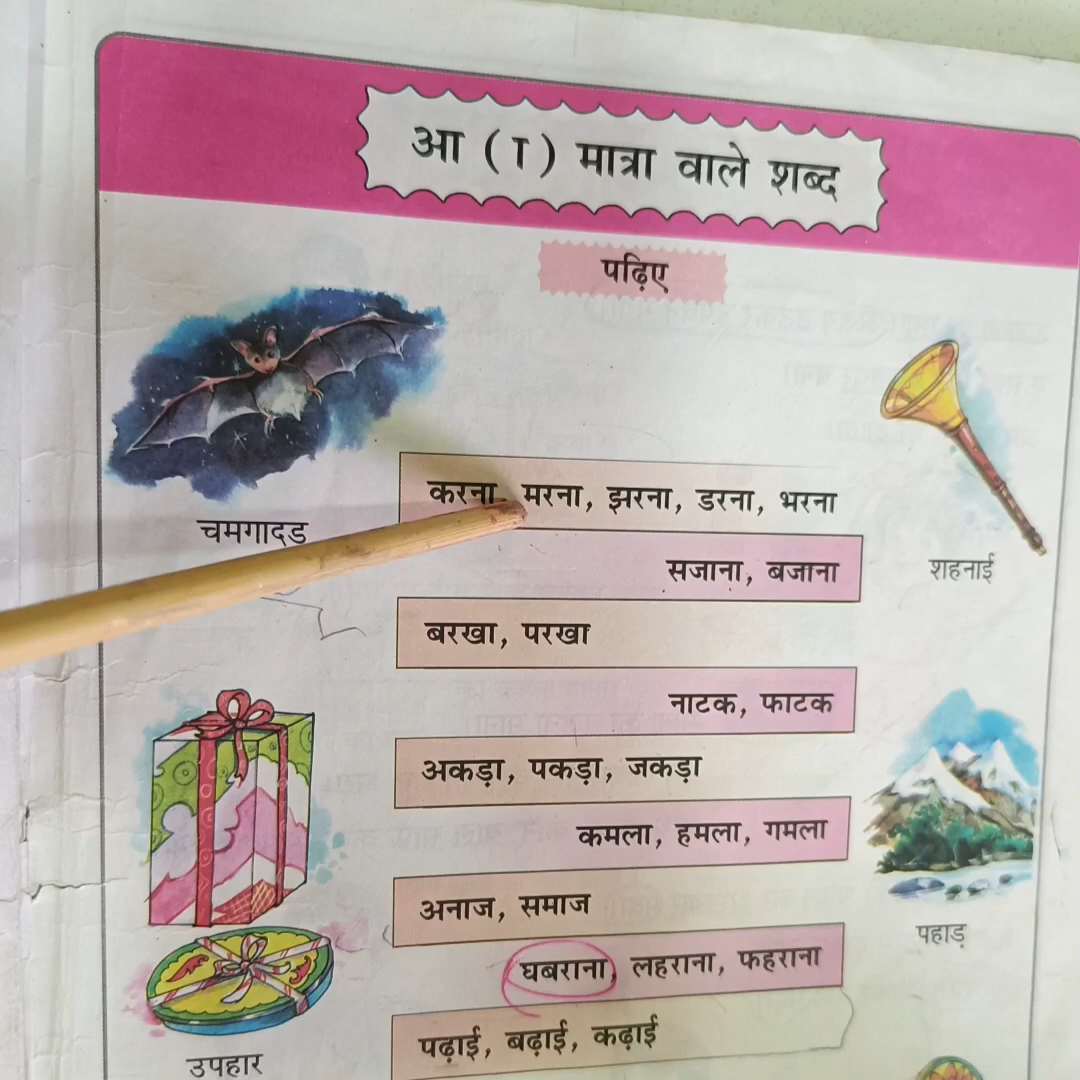 आ (ा) मात्रा वाले शब्द
पढ़िए
चमगादड
करना, मरना, झरना, डरना, भरना
शहनाई
सजाना, बजाना
बरखा, परखा
नाटक, फाटक
अकड़ा, पकड़ा, जकड़ा
कमला, हमला, गमला
अनाज, समाज
पहाड़
घबराना, लहराना, फहराना
पढ़ाई, बढ़ाई, कढ़ाई
उपहार